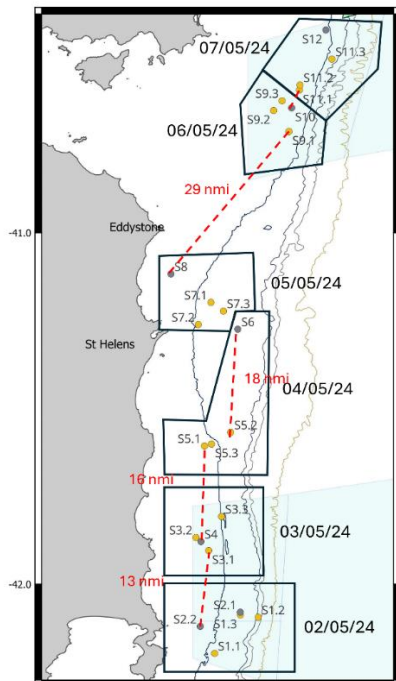 07/05/24
S12
S11.3
S11.2
S9.3
S11.1
S9.2
S10
06/05/24
S9.1
29 nmi
Eddystone
-41.0
S8
S7.1
05/05/24
S7.3
S7.2
S6
St Helens
18 nmi
04/05/24
S5.2
S5.1
S5.3
16 nmi
S3.3
S3.2
S4
03/05/24
S3.1
13 nmi
-42.0
S2.1
S1.2
S2.2
S1.3
02/05/24
S1.1